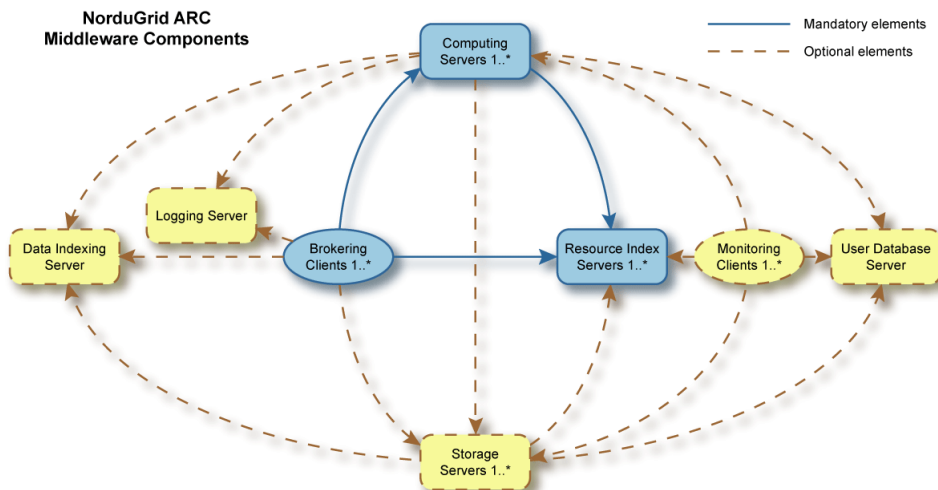 NorduGrid ARC
Middleware Components
Mandatory elements
Optional elements
Computing
Servers 1..*
Logging Server
Data Indexing
Server
Brokering
Clients 1..*
Resource Index
Servers 1..*
Monitoring
Clients 1..*
User Database
Server
Storage
Servers 1..*